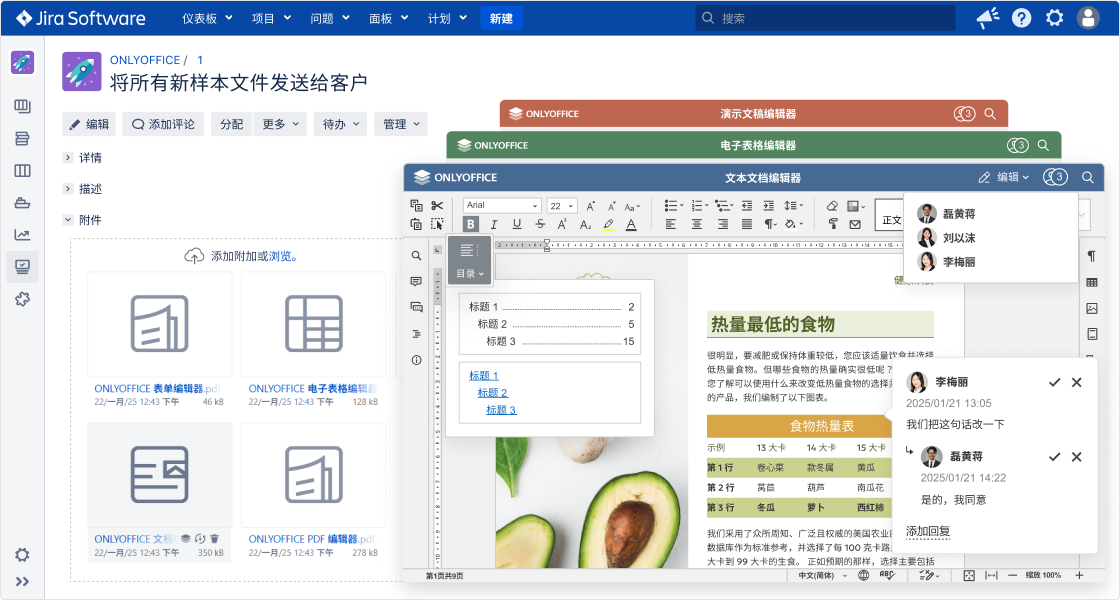 Jira Software 仪表板 项目 问题 面板 计划 新建 搜索
ONLYOFFICE / 1
将所有新样本文件发送给客户
编辑 添加评论 分配 更多 待办 管理
详情
描述
附件
添加附加或浏览。
ONLYOFFICE 表单编辑器.pdf
22/一月/25 12:43 下午 46 kB
ONLYOFFICE 电子表格编辑器
22/一月/25 12:43 下午 128 kB
ONLYOFFICE 文档
22/一月/25 12:43 下午 350 kB
ONLYOFFICE PDF 编辑器.pdf
22/一月/25 12:43 下午 278 kB
ONLYOFFICE 演示文稿编辑器 3
ONLYOFFICE 电子表格编辑器 3
ONLYOFFICE 文本文档编辑器 编辑 3
Arial 22
正文
磊黄蒋
刘以沫
李梅丽
目录
标题 1 2
标题 2 5
标题 3 15
标题 1
标题 2
标题 3
热量最低的食物
很明显，要减肥或保持体重较低，您应该适量饮食并选择
低热量食物。但哪些食物的热量确实很低呢？
您了解可以使用什么来改变低热量食物的选择
的产品，我们编制了以下图表。
食物热量表
示例 13 大卡 14 大卡 15 大卡
第 1 行 卷心菜 款冬属 黄瓜
第 2 行 莴苣 葫芦 南瓜花
第 3 行 冬瓜 萝卜 西红柿
我们采用了众所周知、广泛且权威的美国农业
数据库作为标准参考，并选择了每 100 克卡路
大卡到 99 大卡的生食。 正如预期的那样，选择主要包括
李梅丽
2025/01/21 13:05
我们把这句话改一下
磊黄蒋
2025/01/21 14:22
是的，我同意
添加回复
第1页共9页 中文(简体) ABC 缩放 100%